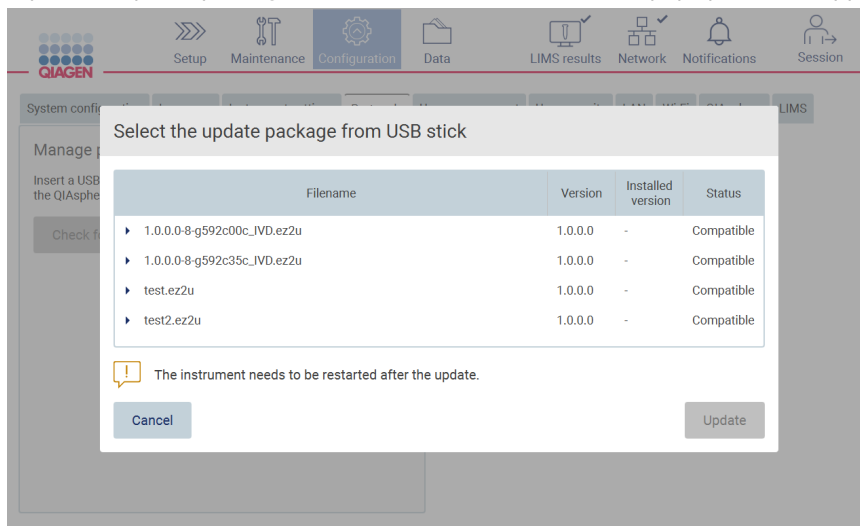 QIAGEN
Setup
Maintenance
Configuration
Data
LIMS results
Network
Notifications
Session
System config
LIMS
Manage
Insert a USB
the QIAsphe
Check f
Select the update package from USB stick
Filename
Version
Installed
version
Status
1.0.0.0-8-g592c00c_IVD.ez2u 1.0.0.0 - Compatible
1.0.0.0-8-g592c35c_IVD.ez2u 1.0.0.0 - Compatible
test.ez2u 1.0.0.0 - Compatible
test2.ez2u 1.0.0.0 - Compatible
The instrument needs to be restarted after the update.
Cancel
Update